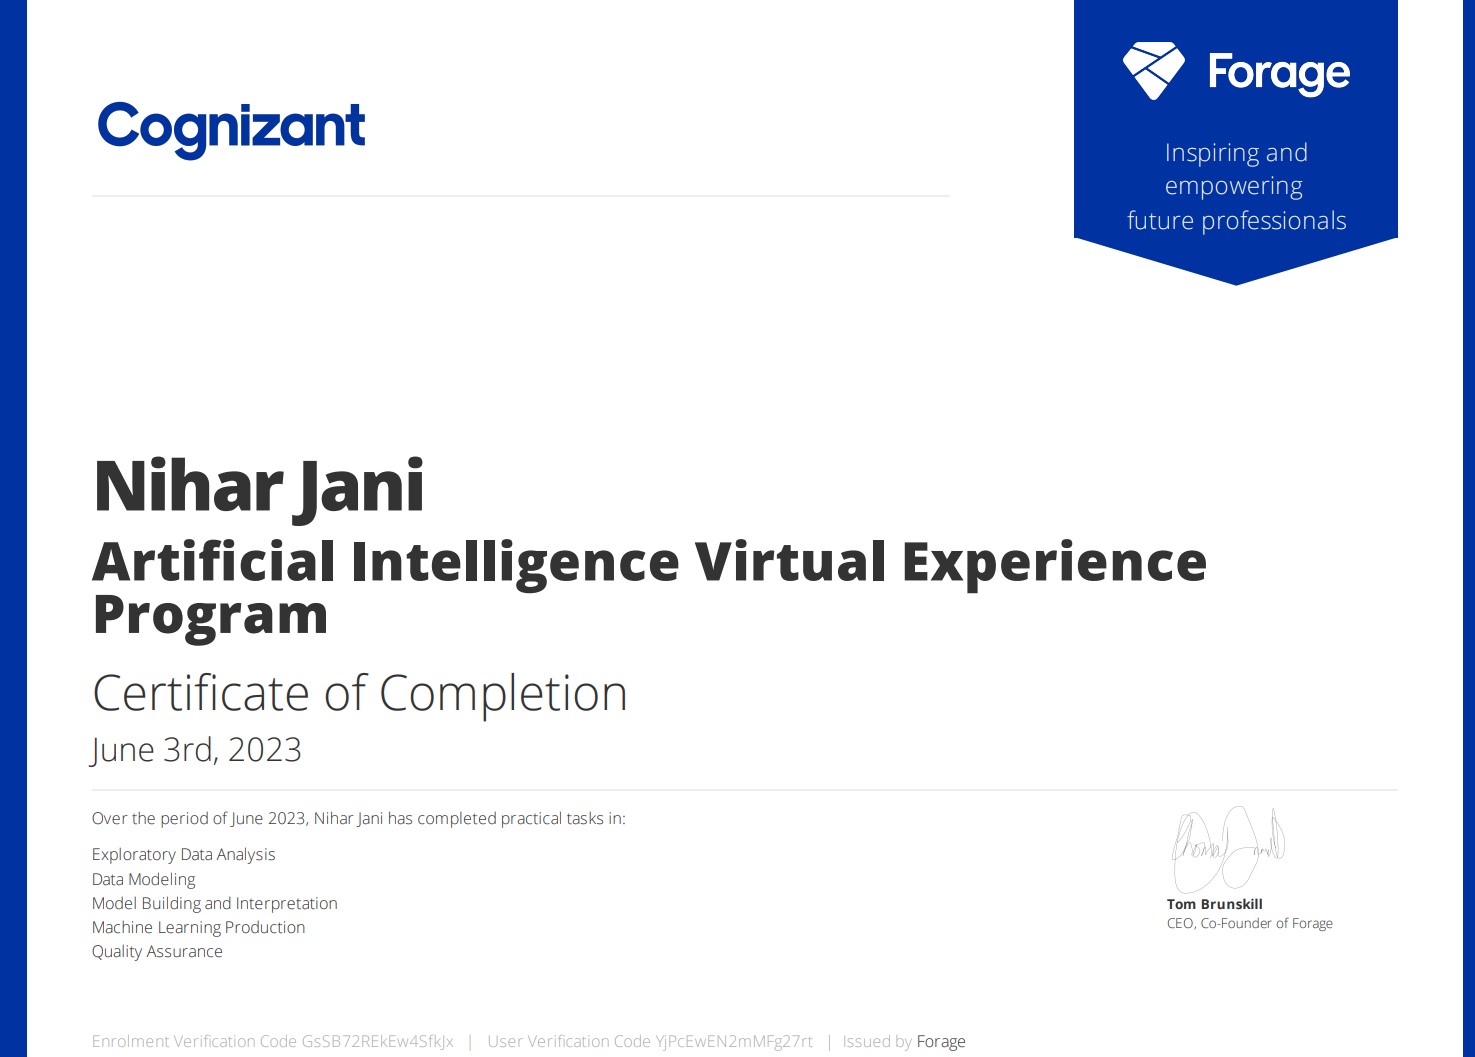 Cognizant
Forage
Inspiring and
empowering
future professionals
Nihar Jani
Artificial Intelligence Virtual Experience
Program
Certificate of Completion
June 3rd, 2023
Over the period of June 2023, Nihar Jani has completed practical tasks in:
Exploratory Data Analysis
Data Modeling
Model Building and Interpretation
Machine Learning Production
Quality Assurance
Tom Brunskill
CEO, Co-Founder of Forage
Enrolment Verification Code GsSB72REkEw4SfkJx | User Verification Code YjPcEwEN2mMFg27rt | Issued by Forage